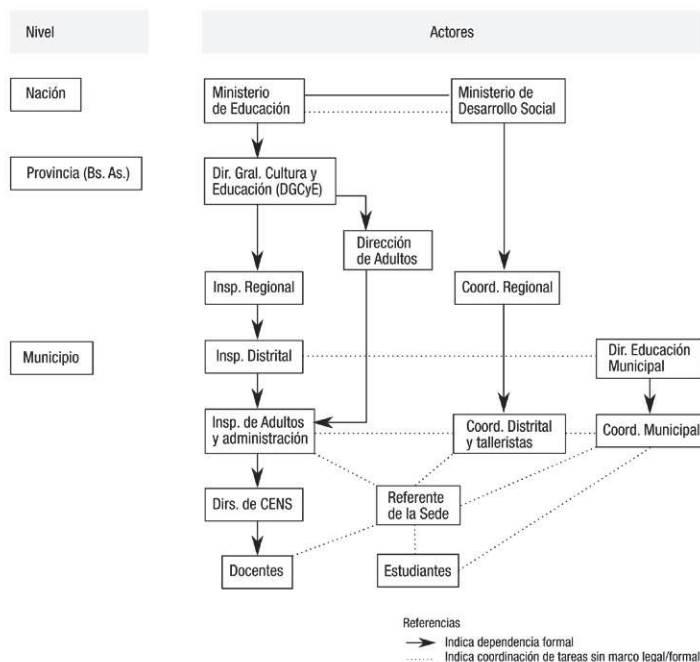 Nivel
Actores
Nación
Ministerio
de Educación
Ministerio de
Desarrollo Social
Provincia (Bs. As.)
Dir. Gral. Cultura y
Educación (DGCyE)
Dirección
de Adultos
Insp. Regional
Coord. Regional
Municipio
Insp. Distrital
Dir. Educación
Municipal
Insp. de Adultos
y administración
Coord. Distrital
y talleristas
Coord. Municipal
Dirs. de CENS
Referente
de la Sede
Docentes
Estudiantes
Referencias
Indica dependencia formal
Indica coordinación de tareas sin marco legal/formal